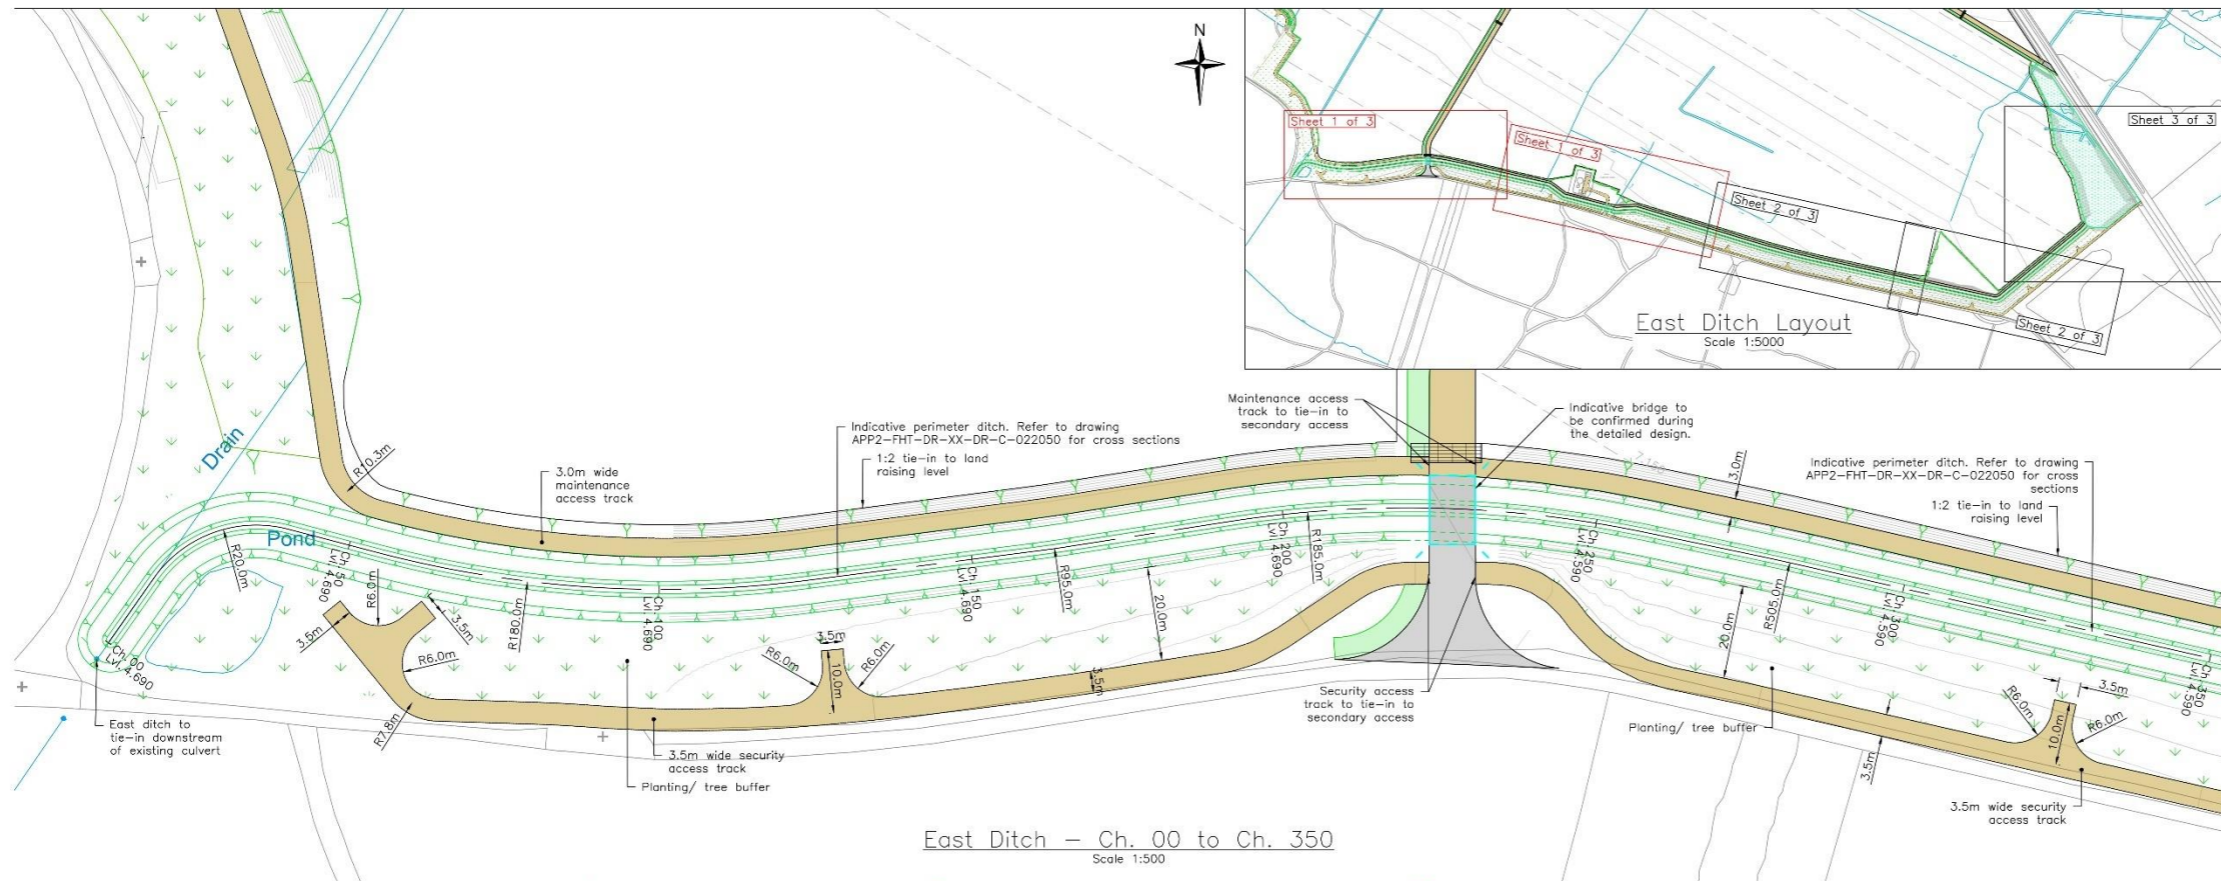 N
Sheet 1 of 3
Sheet 1 of 3
Sheet 2 of 3
Sheet 2 of 3
Sheet 3 of 3
East Ditch Layout
Scale 1:5000
Drain
Pond
R10.3m
3.0m wide
maintenance
access track
Indicative perimeter ditch. Refer to drawing
APP2-FHT-DR-XX-DR-C-022050 for cross sections
1:2 tie-in to land
raising level
Maintenance access
track to tie-in to
secondary access
Indicative bridge to
be confirmed during
the detailed design.
3.0m
Indicative perimeter ditch. Refer to drawing
APP2-FHT-DR-XX-DR-C-022050 for cross
sections
1:2 tie-in to land
raising level
R20.0m
Ch. 50
Lvl. 4.690
R6.0m
3.5m
3.5m
R6.0m
R7.8m
R180.0m
Ch. 100
Lvl. 4.690
Ch. 150
Lvl. 4.690
R95.0m
20.0m
Ch. 200
Lvl. 4.690
R185.0m
Ch. 250
Lvl. 4.590
R505.0m
20.0m
Ch. 300
Lvl. 4.590
Ch. 350
Lvl. 4.590
Ch. 00
Lvl. 4.690
3.5m
R6.0m
R6.0m
10.0m
3.5m
3.5m
R6.0m
R6.0m
10.0m
3.5m
East ditch to
tie-in downstream
of existing culvert
3.5m wide security
access track
Planting/ tree buffer
Security access
track to tie-in to
secondary access
Planting/ tree buffer
3.5m wide security
access track
East Ditch - Ch. 00 to Ch. 350
Scale 1:500